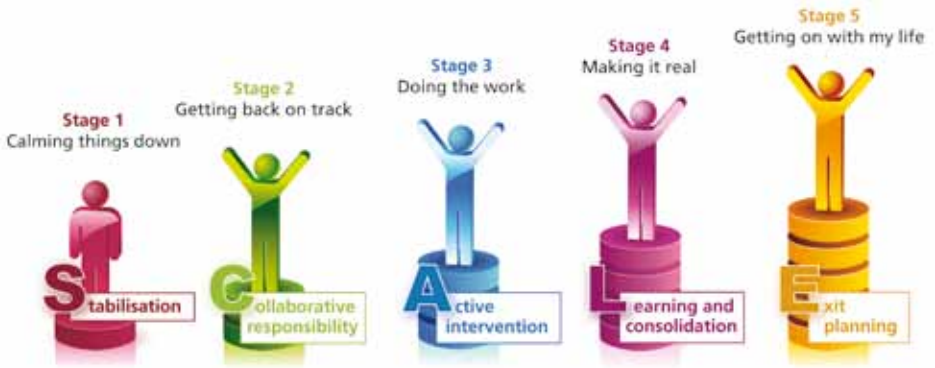 Stage 1
Calming things down
Stabilisation
Stage 2
Getting back on track
Collaborative
responsibility
Stage 3
Doing the work
Active
intervention
Stage 4
Making it real
Learning and
consolidation
Stage 5
Getting on with my life
Exit
planning